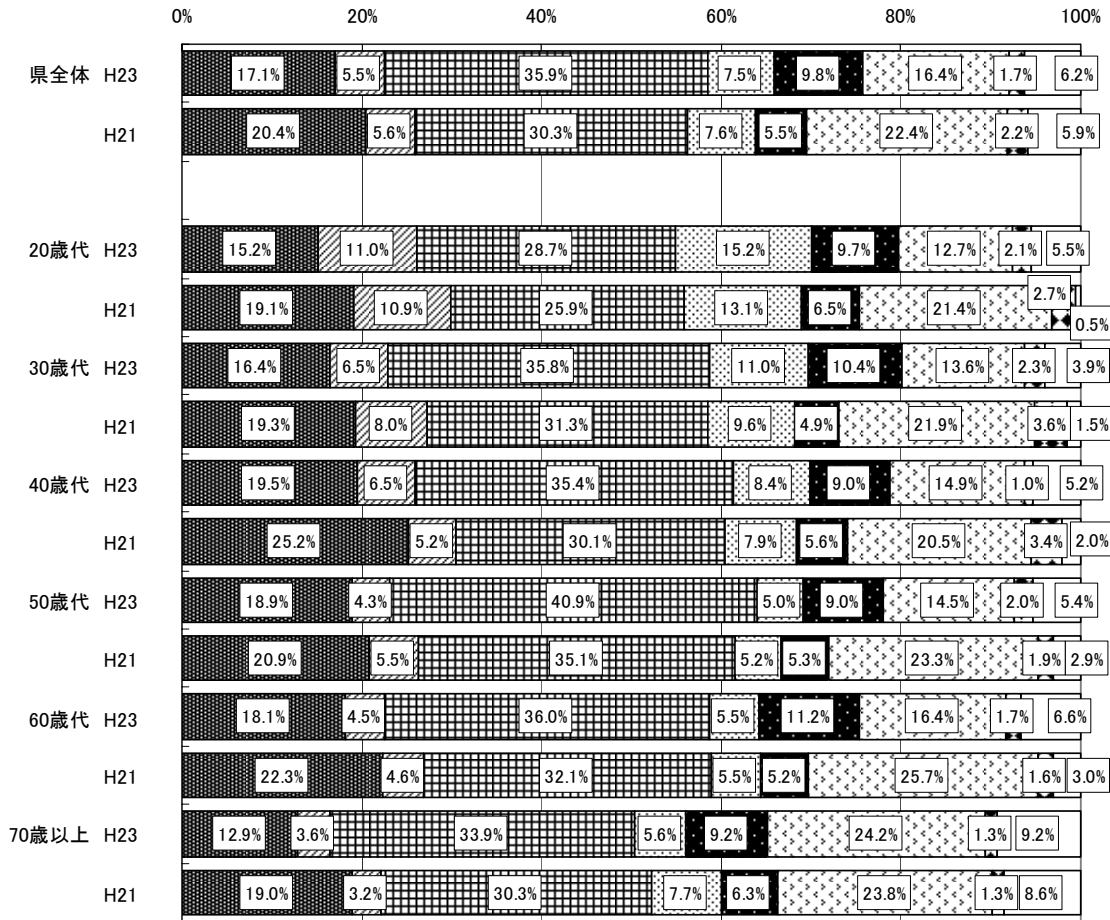 0% 20% 40% 60% 80% 100%
県全体 H23 17.1% 5.5% 35.9% 7.5% 9.8% 16.4% 1.7% 6.2%
H21 20.4% 5.6% 30.3% 7.6% 5.5% 22.4% 2.2% 5.9%
20歳代 H23 15.2% 11.0% 28.7% 15.2% 9.7% 12.7% 2.1% 5.5%
H21 19.1% 10.9% 25.9% 13.1% 6.5% 21.4% 2.7% 0.5%
30歳代 H23 16.4% 6.5% 35.8% 11.0% 10.4% 13.6% 2.3% 3.9%
H21 19.3% 8.0% 31.3% 9.6% 4.9% 21.9% 3.6% 1.5%
40歳代 H23 19.5% 6.5% 35.4% 8.4% 9.0% 14.9% 1.0% 5.2%
H21 25.2% 5.2% 30.1% 7.9% 5.6% 20.5% 3.4% 2.0%
50歳代 H23 18.9% 4.3% 40.9% 5.0% 9.0% 14.5% 2.0% 5.4%
H21 20.9% 5.5% 35.1% 5.2% 5.3% 23.3% 1.9% 2.9%
60歳代 H23 18.1% 4.5% 36.0% 5.5% 11.2% 16.4% 1.7% 6.6%
H21 22.3% 4.6% 32.1% 5.5% 5.2% 25.7% 1.6% 3.0%
70歳以上 H23 12.9% 3.6% 33.9% 5.6% 9.2% 24.2% 1.3% 9.2%
H21 19.0% 3.2% 30.3% 7.7% 6.3% 23.8% 1.3% 8.6%